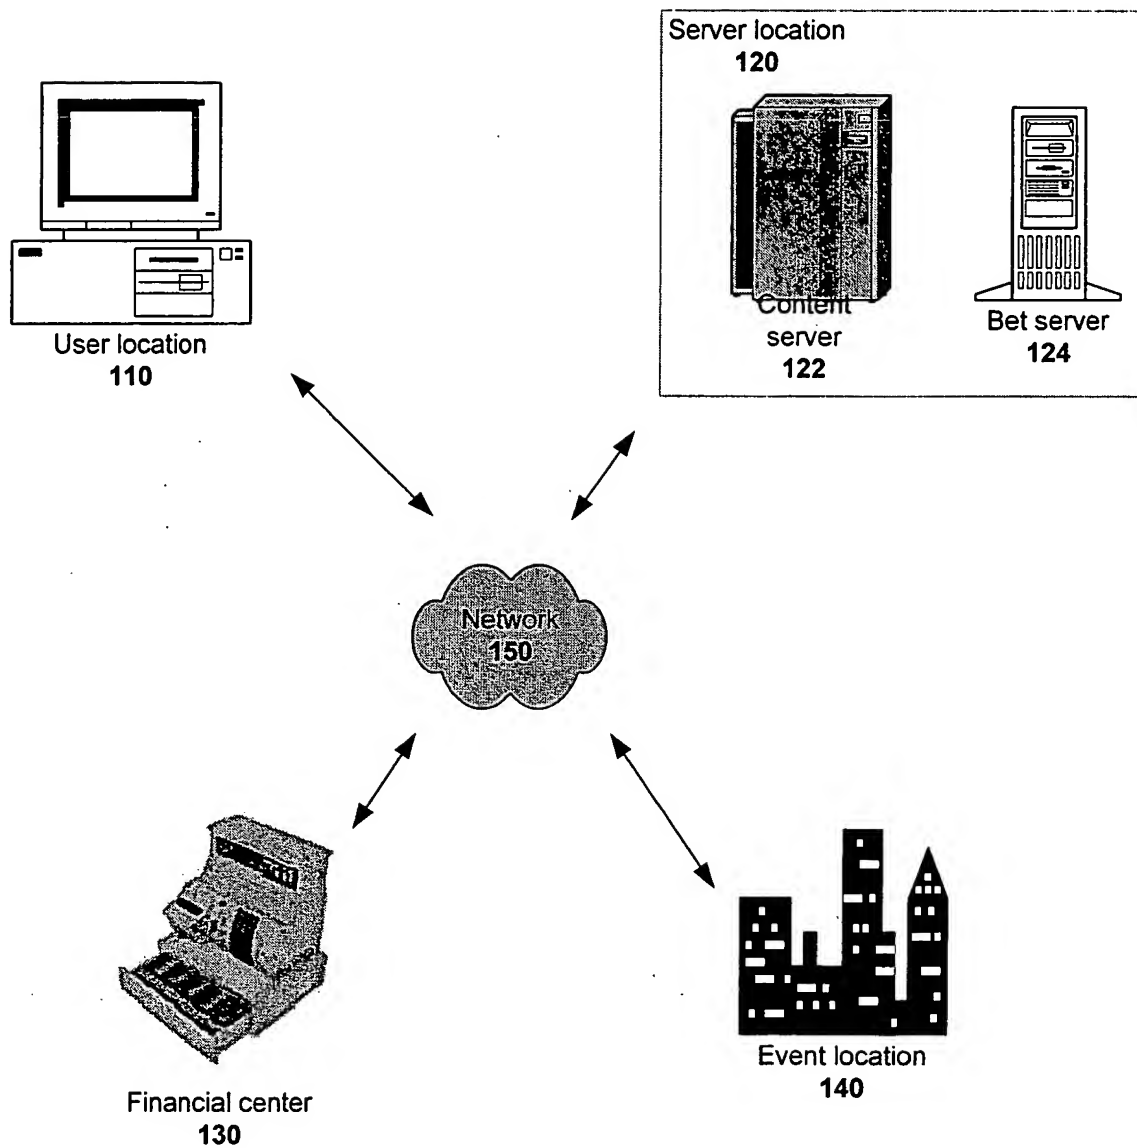 Server location
120
Content
server
122
Bet server
124
User location
110
Network
150
Financial center
130
Event location
140